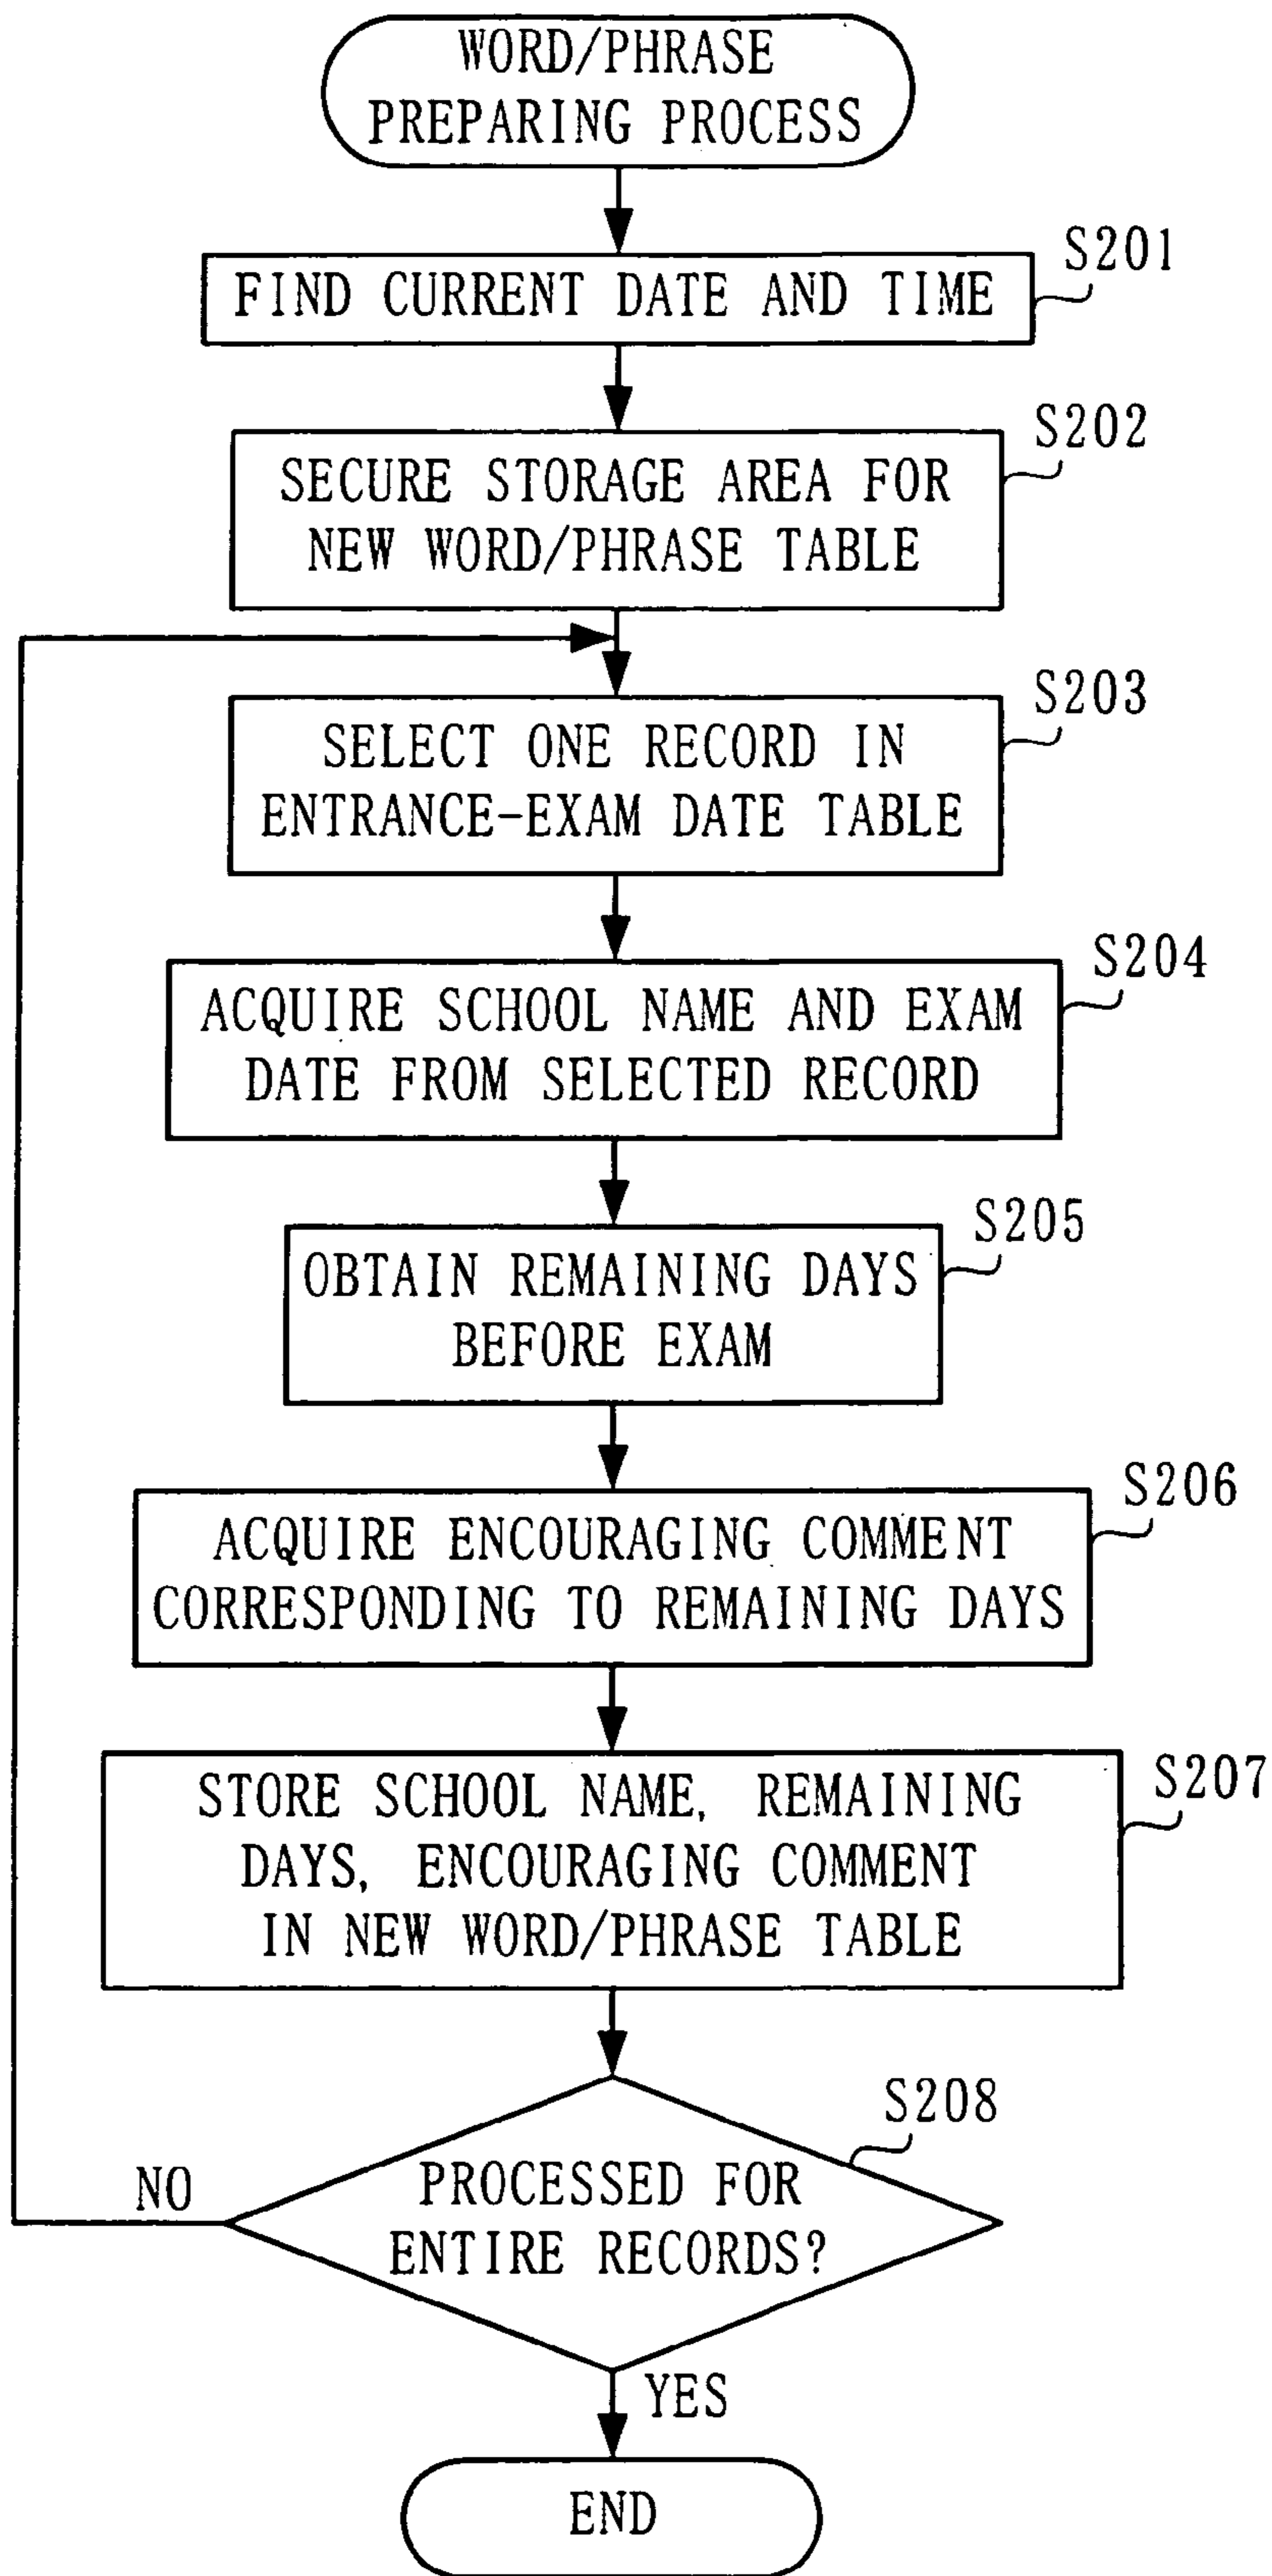 WORD/PHRASE
PREPARING PROCESS
S201
FIND CURRENT DATE AND TIME
S202
SECURE STORAGE AREA FOR
NEW WORD/PHRASE TABLE
S203
SELECT ONE RECORD IN
ENTRANCE-EXAM DATE TABLE
S204
ACQUIRE SCHOOL NAME AND EXAM
DATE FROM SELECTED RECORD
S205
OBTAIN REMAINING DAYS
BEFORE EXAM
S206
ACQUIRE ENCOURAGING COMMENT
CORRESPONDING TO REMAINING DAYS
S207
STORE SCHOOL NAME, REMAINING
DAYS, ENCOURAGING COMMENT
IN NEW WORD/PHRASE TABLE
S208
PROCESSED FOR
ENTIRE RECORDS?
NO
YES
END